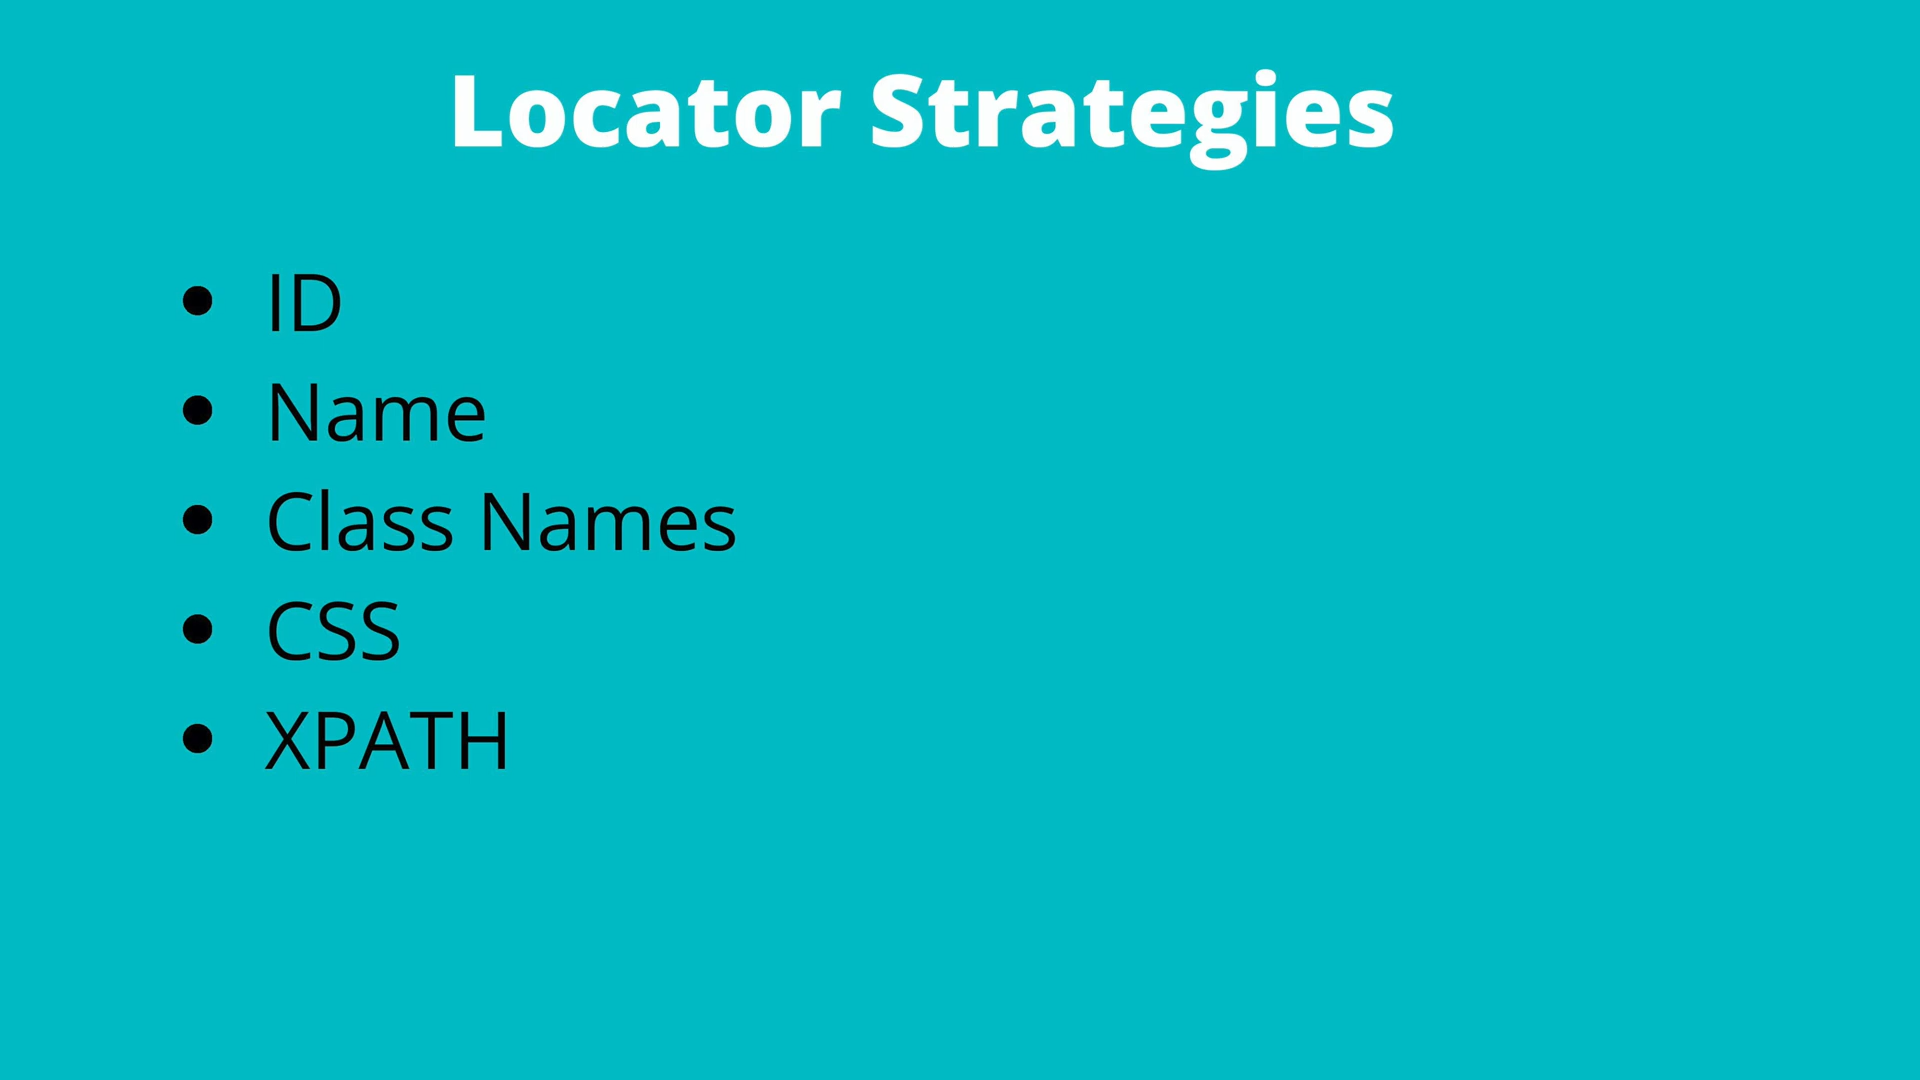 Locator Strategies
• ID
• Name
• Class Names
• CSS
• XPATH